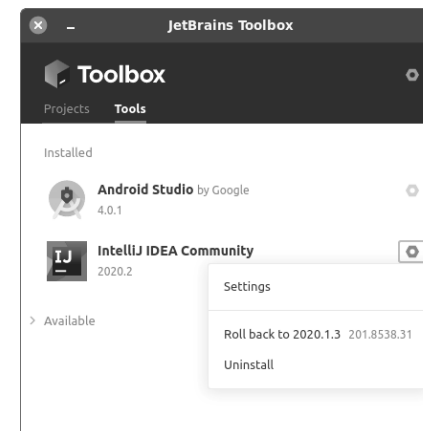 JetBrains Toolbox
Toolbox
Projects Tools
Installed
Android Studio by Google
4.0.1
IJ IntelliJ IDEA Community
2020.2
Settings
Available
Roll back to 2020.1.3 201.8538.31
Uninstall